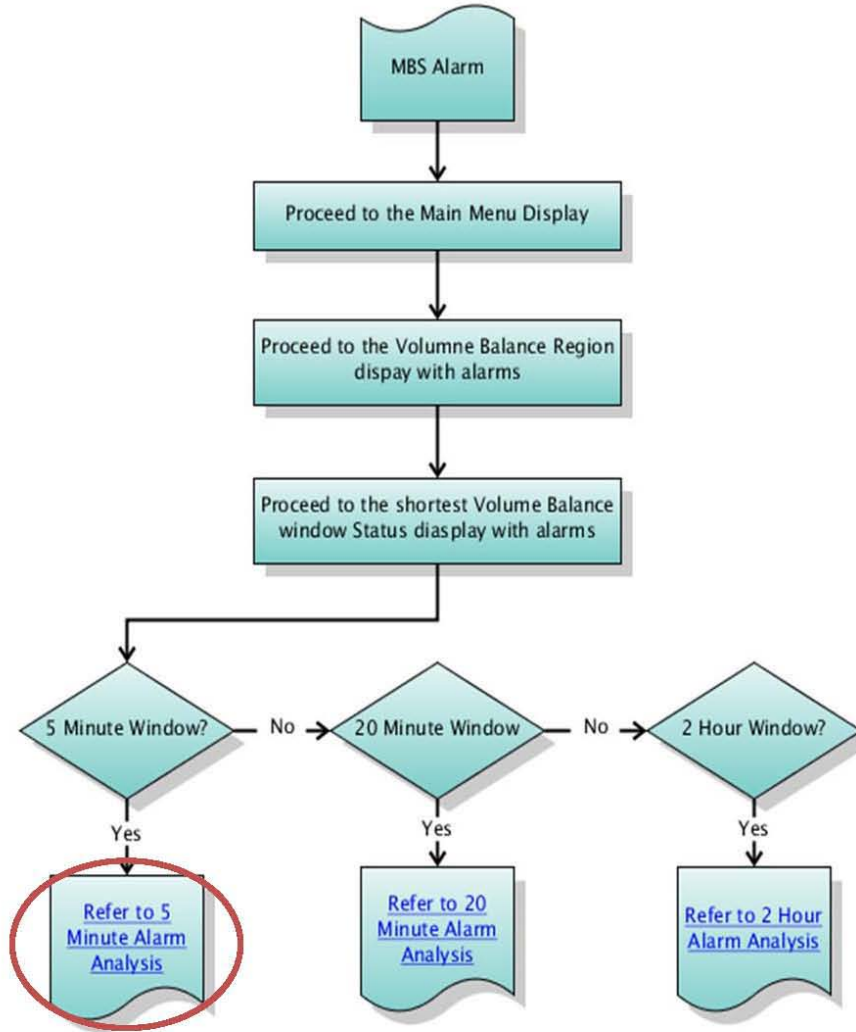 MBS Alarm
Proceed to the Main Menu Display
Proceed to the Volumne Balance Region
dispay with alarms
Proceed to the shortest Volume Balance
window Status diasplay with alarms
5 Minute Window?
No
20 Minute Window
No
2 Hour Window?
Yes
Yes
Yes
Refer to 5
Minute Alarm
Analysis
Refer to 20
Minute Alarm
Analysis
Refer to 2 Hour
Alarm Analysis